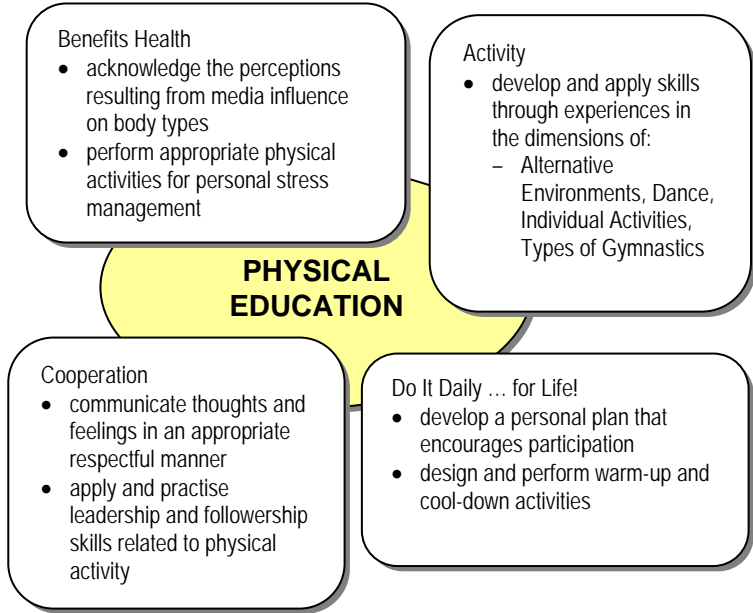 Benefits Health
• acknowledge the perceptions
resulting from media influence
on body types
• perform appropriate physical
activities for personal stress
management
Activity
• develop and apply skills
through experiences in
the dimensions of:
– Alternative
Environments, Dance,
Individual Activities,
Types of Gymnastics
PHYSICAL
EDUCATION
Cooperation
• communicate thoughts and
feelings in an appropriate
respectful manner
• apply and practise
leadership and followership
skills related to physical
activity
Do It Daily … for Life!
• develop a personal plan that
encourages participation
• design and perform warm-up and
cool-down activities